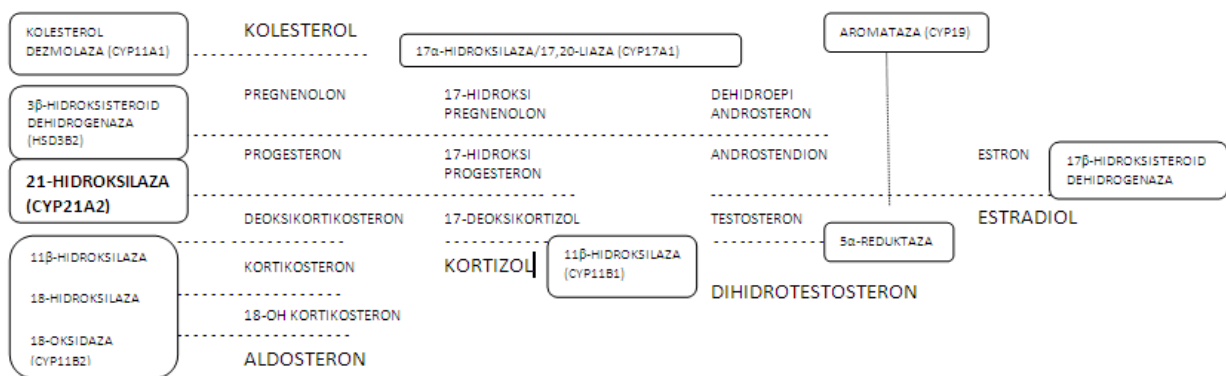 KOLESTEROL
DEZMOLAZA (CYP11A1)
KOLESTEROL
17α-HIDROKSILAZA/17,20-LIAZA (CYP17A1)
AROMATAZA (CYP19)
3β-HIDROKSISTEROID
DEHIDROGENAZA
(HSD3B2)
PREGNENOLON
17-HIDROKSI
PREGNENOLON
DEHIDROEPI
ANDROSTERON
PROGESTERON
17-HIDROKSI
PROGESTERON
ANDROSTENDION
ESTRON
17β-HIDROKSISTEROID
DEHIDROGENAZA
21-HIDROKSILAZA
(CYP21A2)
DEOKSIKORTIKOSTERON
17-DEOKSIKORTIZOL
TESTOSTERON
ESTRADIOL
5α-REDUKTAZA
11β-HIDROKSILAZA
18-HIDROKSILAZA
18-OKSIDAZA
(CYP11B2)
KORTIKOSTERON
KORTIZOL
11β-HIDROKSILAZA
(CYP11B1)
DIHIDROTESTOSTERON
18-OH KORTIKOSTERON
ALDOSTERON